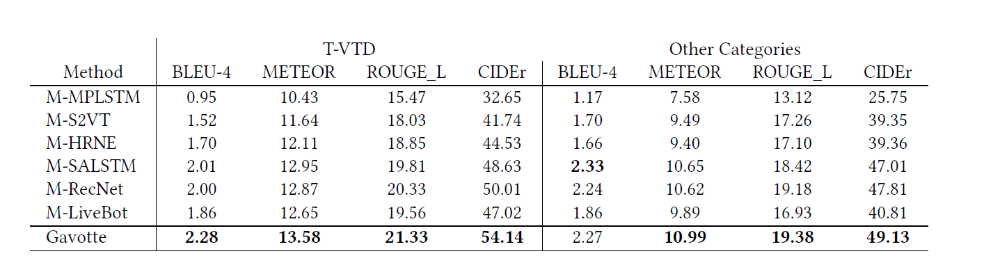 T-VTD Other Categories
Method BLEU-4 METEOR ROUGE_L CIDEr BLEU-4 METEOR ROUGE_L CIDEr
M-MPLSTM 0.95 10.43 15.47 32.65 1.17 7.58 13.12 25.75
M-S2VT 1.52 11.64 18.03 41.74 1.70 9.49 17.26 39.35
M-HRNE 1.70 12.11 18.85 44.53 1.66 9.40 17.10 39.36
M-SALSTM 2.01 12.95 19.81 48.63 2.33 10.65 18.42 47.01
M-RecNet 2.00 12.87 20.33 50.01 2.24 10.62 19.18 47.81
M-LiveBot 1.86 12.65 19.56 47.02 1.86 9.89 16.93 40.81
Gavotte 2.28 13.58 21.33 54.14 2.27 10.99 19.38 49.13